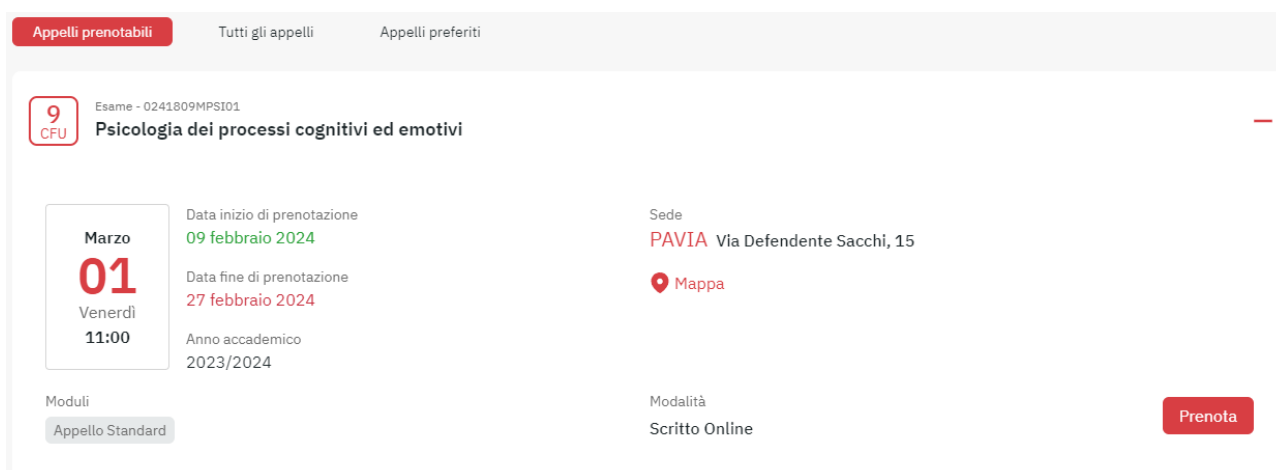 Appelli prenotabili Tutti gli appelli Appelli preferiti
9 CFU
Esame - 0241809MPSI01
Psicologia dei processi cognitivi ed emotivi
Marzo
01
Venerdì
11:00
Data inizio di prenotazione
09 febbraio 2024
Data fine di prenotazione
27 febbraio 2024
Anno accademico
2023/2024
Sede
PAVIA Via Defendente Sacchi, 15
Mappa
Moduli
Appello Standard
Modalità
Scritto Online
Prenota